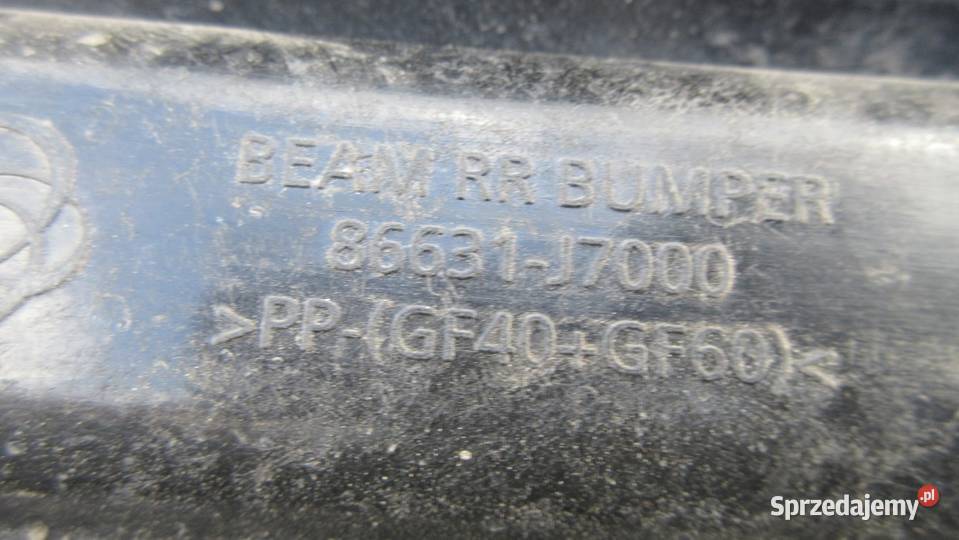 BEAM RR BUMPER
86631-J7000
>PP-(GF40+GF60)<
Sprzedajemy.pl